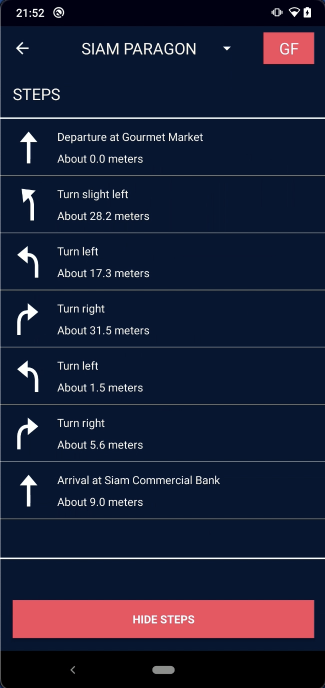 21:52
SIAM PARAGON
GF
STEPS
Departure at Gourmet Market
About 0.0 meters
Turn slight left
About 28.2 meters
Turn left
About 17.3 meters
Turn right
About 31.5 meters
Turn left
About 1.5 meters
Turn right
About 5.6 meters
Arrival at Siam Commercial Bank
About 9.0 meters
HIDE STEPS